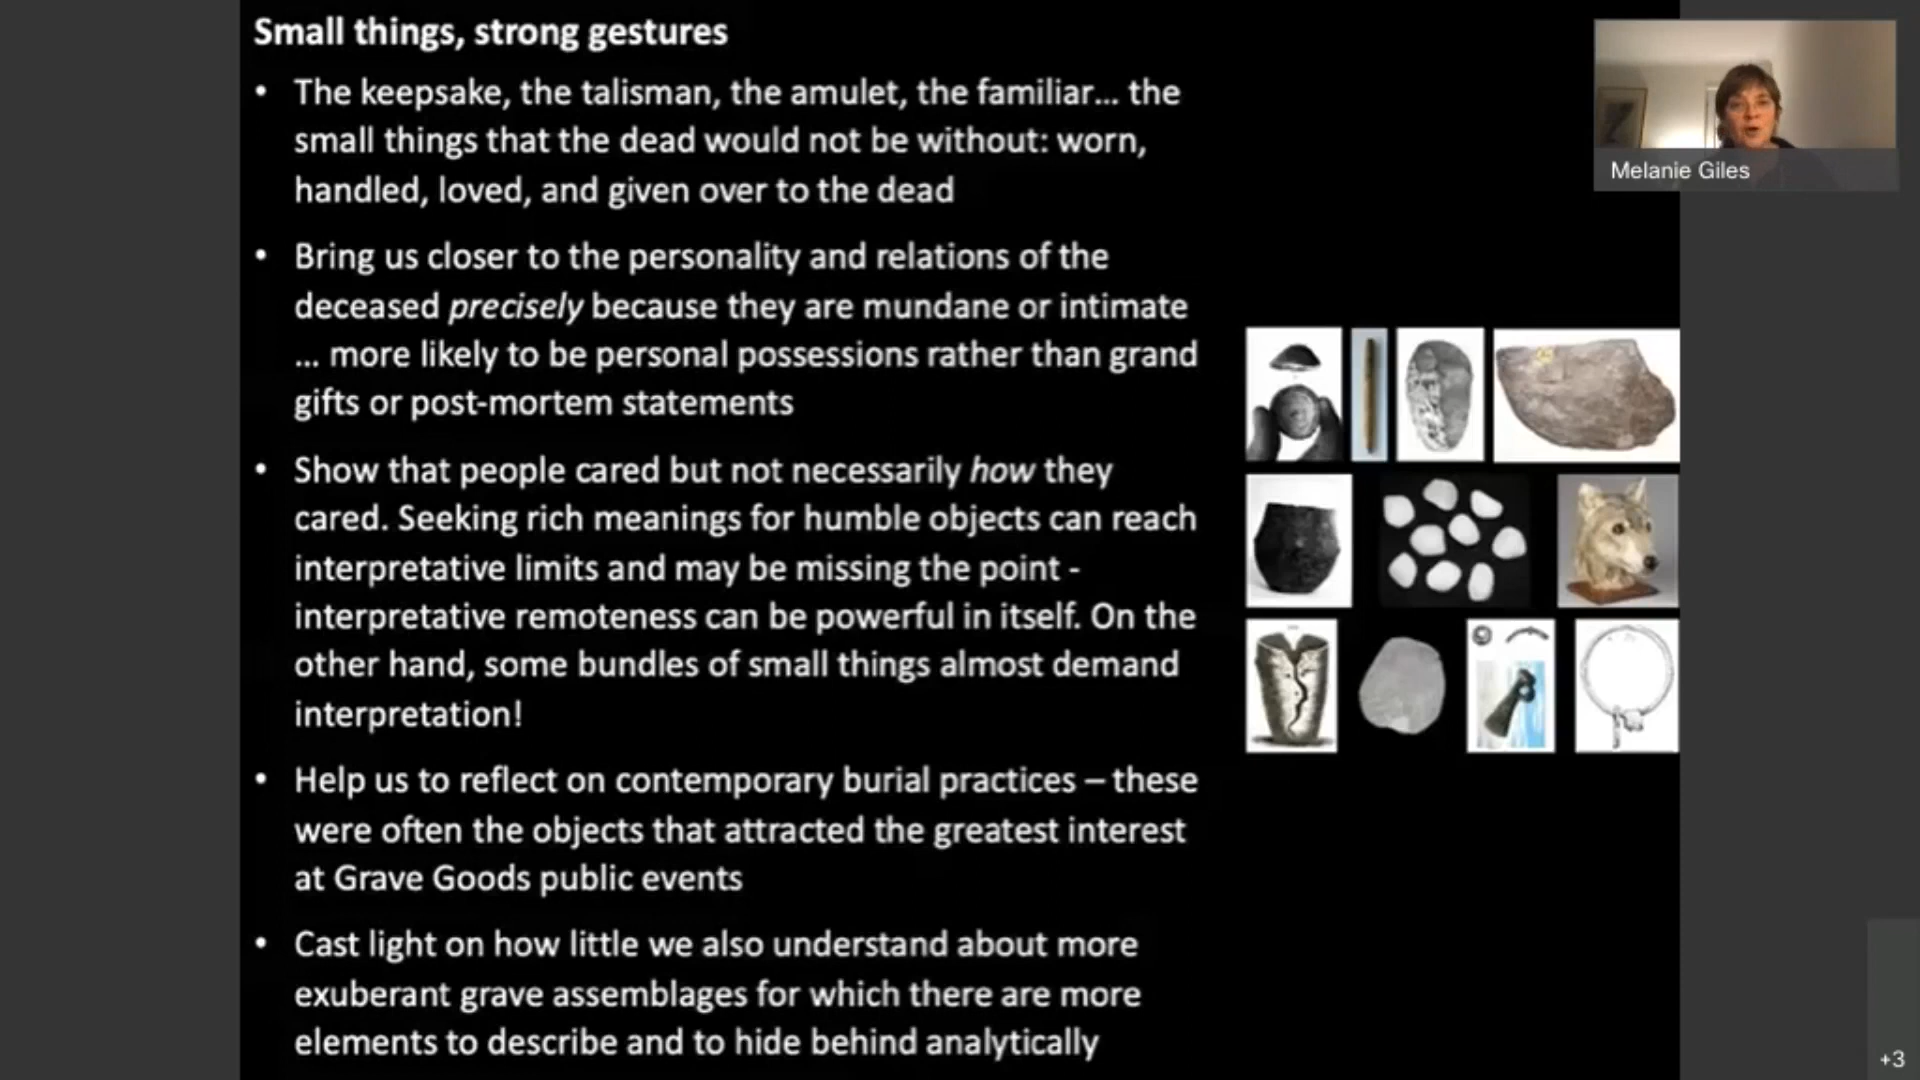 Small things, strong gestures
• The keepsake, the talisman, the amulet, the familiar... the
small things that the dead would not be without: worn,
handled, loved, and given over to the dead
• Bring us closer to the personality and relations of the
deceased precisely because they are mundane or intimate
... more likely to be personal possessions rather than grand
gifts or post-mortem statements
• Show that people cared but not necessarily how they
cared. Seeking rich meanings for humble objects can reach
interpretative limits and may be missing the point -
interpretative remoteness can be powerful in itself. On the
other hand, some bundles of small things almost demand
interpretation!
• Help us to reflect on contemporary burial practices – these
were often the objects that attracted the greatest interest
at Grave Goods public events
• Cast light on how little we also understand about more
exuberant grave assemblages for which there are more
elements to describe and to hide behind analytically
Melanie Giles
+3